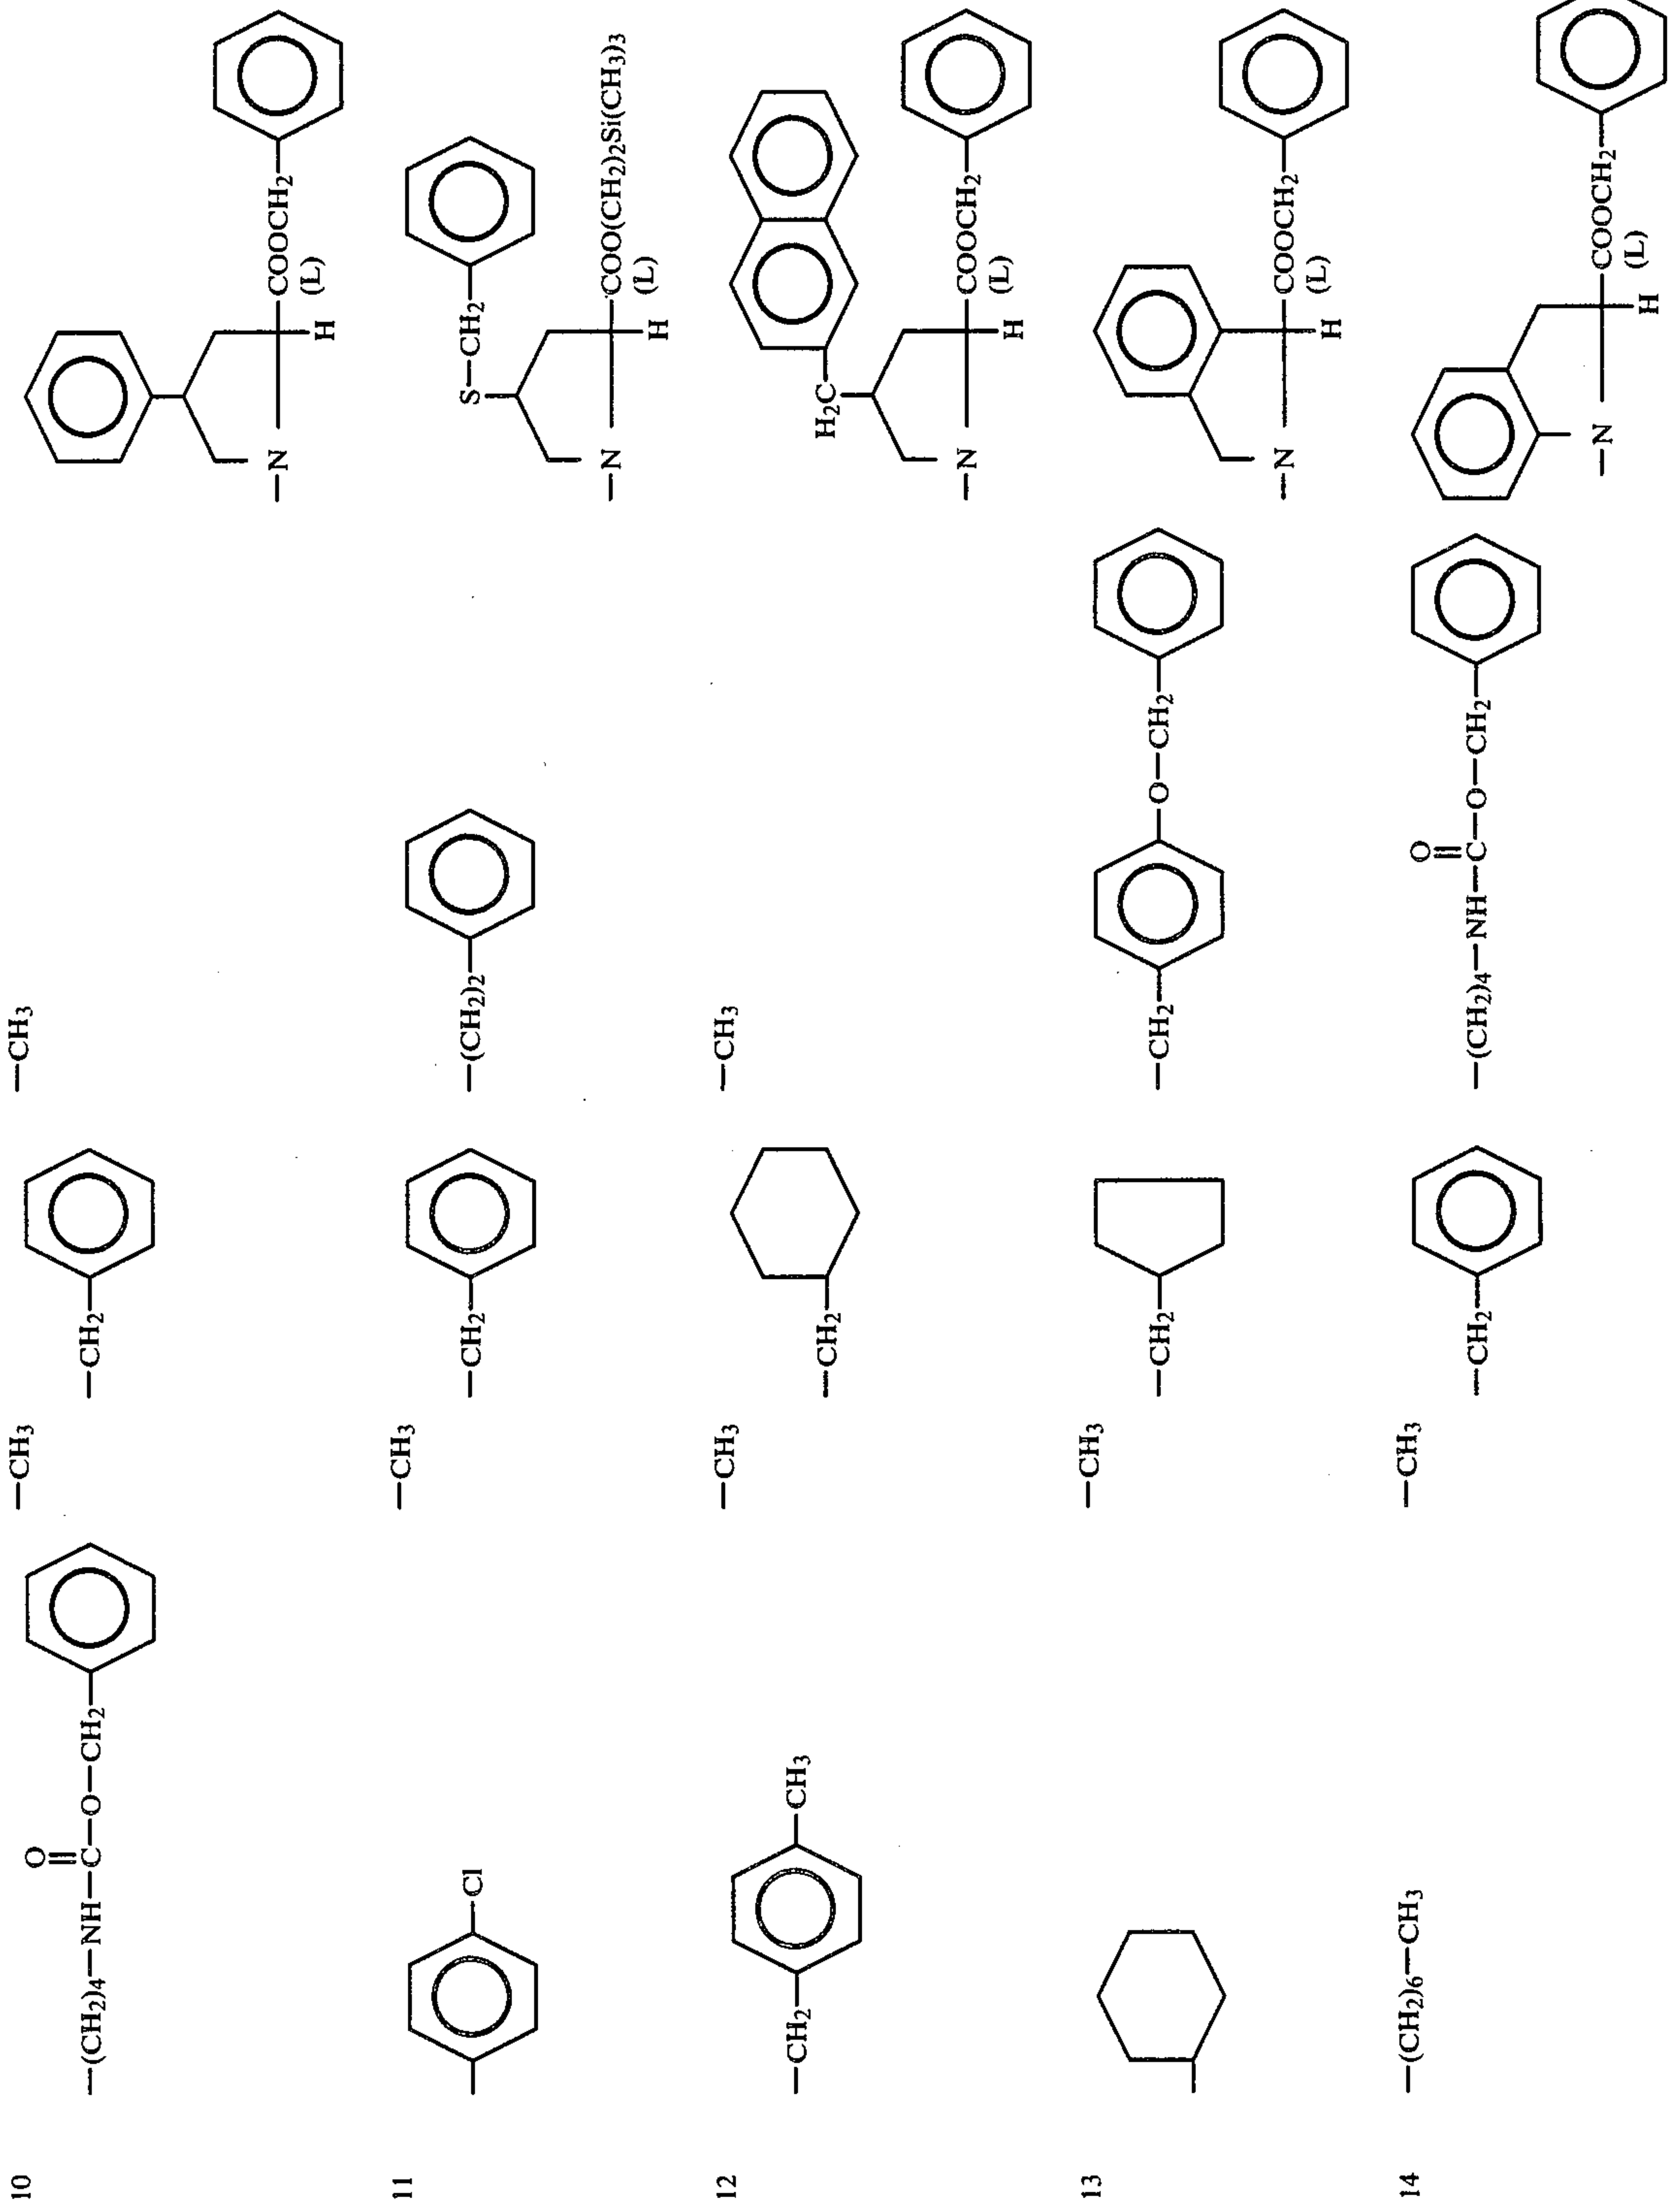 10 —(CH2)4—NH—C—O—CH2— —CH3 —CH2— —CH3 —N COOCH2—
O
(L)
H
11 —Cl —CH3 —CH2— —(CH2)2— S—CH2—
—N COO(CH2)2Si(CH3)3
(L)
H
12 —CH2— —CH3 —CH3 —CH2— —CH3 H2C
—N COOCH2—
(L)
H
13 —CH3 —CH2— —CH2— —O—CH2— —N COOCH2—
(L)
H
14 —(CH2)6—CH3 —CH3 —CH2— —(CH2)4—NH—C—O—CH2— —N COOCH2—
O
(L)
H